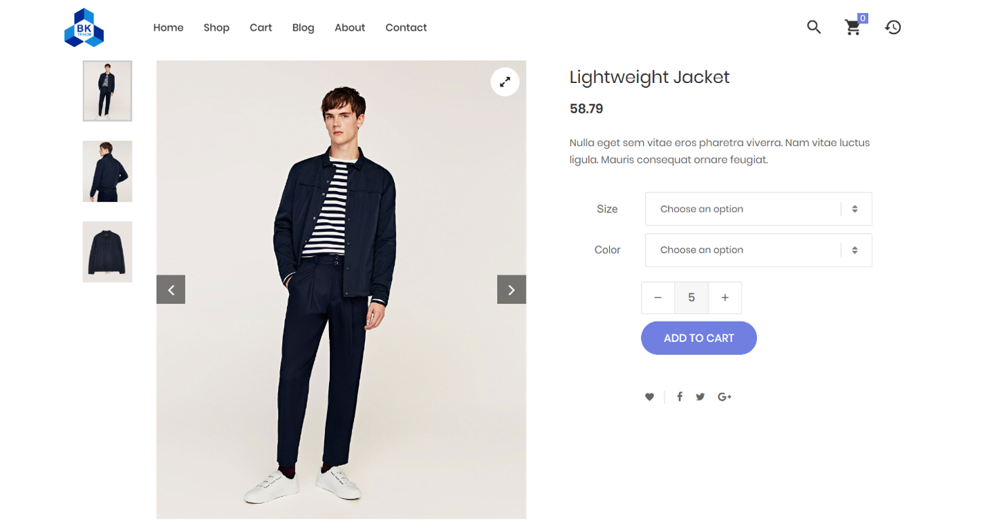 BK
TP.HCM
Home
Shop
Cart
Blog
About
Contact
0
Lightweight Jacket
58.79
Nulla eget sem vitae eros pharetra viverra. Nam vitae luctus
ligula. Mauris consequat ornare feugiat.
Size
Choose an option
Color
Choose an option
− 5 +
ADD TO CART
f
G+